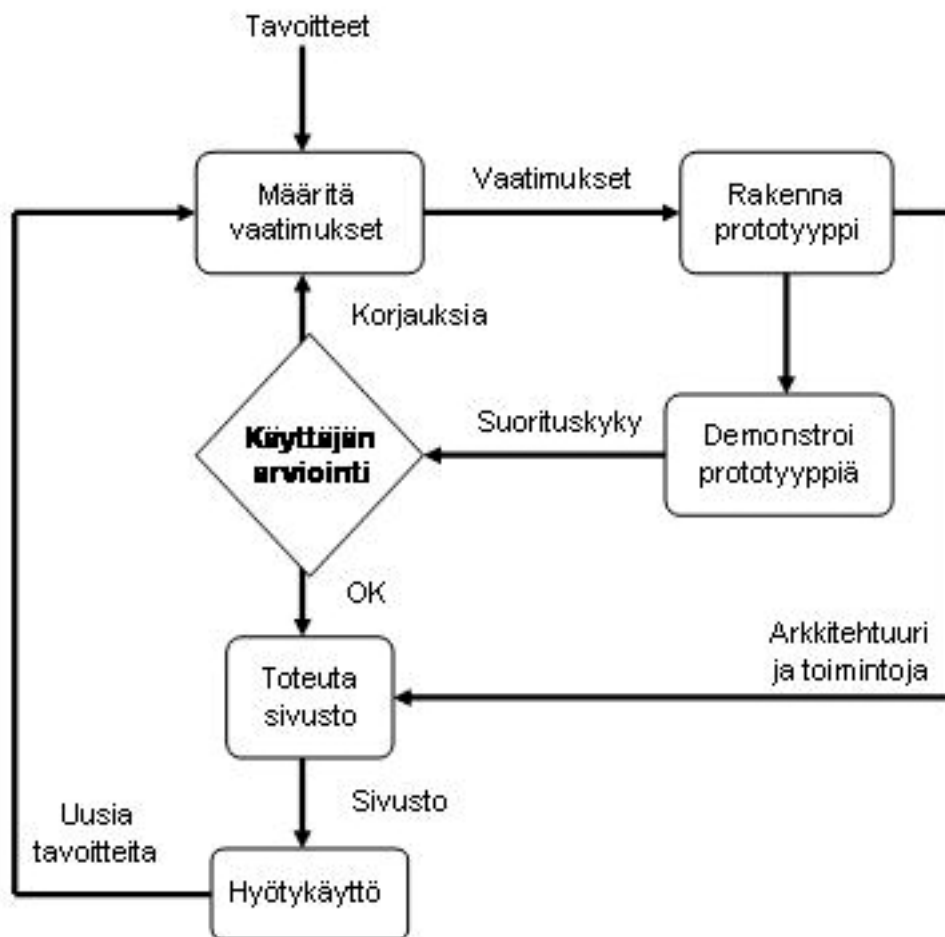 Tavoitteet
Määritä
vaatimukset
Vaatimukset
Rakenna
prototyyppi
Korjauksia
Käyttäjän
arviointi
Suorituskyky
Demonstroi
prototyyppiä
OK
Toteuta
sivusto
Arkkitehtuuri
ja toimintoja
Sivusto
Uusia
tavoitteita
Hyötykäyttö